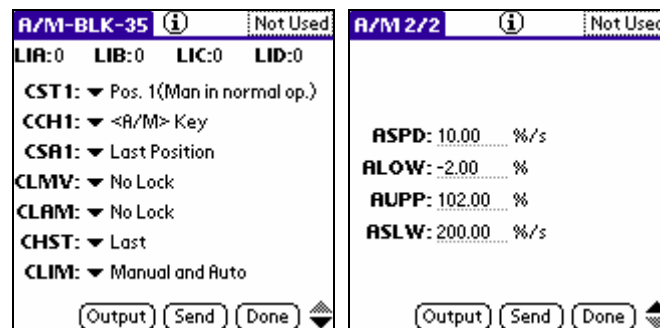 A/M-BLK-35 i Not Used
LIA:0 LIB:0 LIC:0 LID:0
CST1: Pos. 1(Man in normal op.)
CCH1: <A/M> Key
CSA1: Last Position
CLMV: No Lock
CLAM: No Lock
CHST: Last
CLIM: Manual and Auto
Output Send Done
A/M 2/2 i Not Used
ASPD: 10.00 %/s
ALOW: -2.00 %
AUPP: 102.00 %
ASLW: 200.00 %/s
Output Send Done